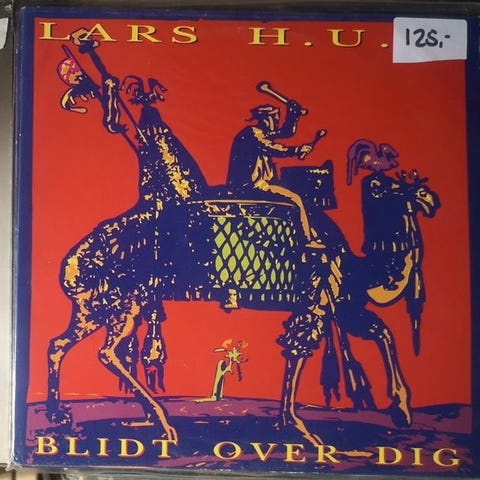 LARS H.U.
125,-
BLIDT OVER DIG